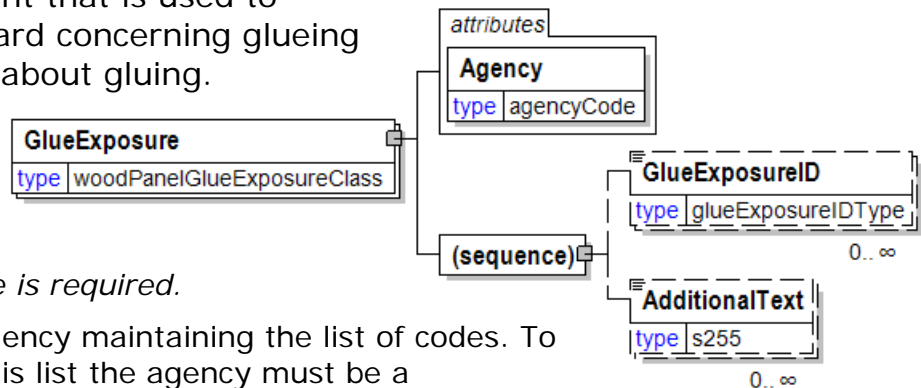 nt that is used to
ard concerning glueing
about gluing.
attributes
Agency
type agencyCode
GlueExposure
type woodPanelGlueExposureClass
GlueExposureID
type glueExposureIDType
0.. ∞
(sequence)
e is required.
AdditionalText
type s255
0.. ∞
ency maintaining the list of codes. To
is list the agency must be a